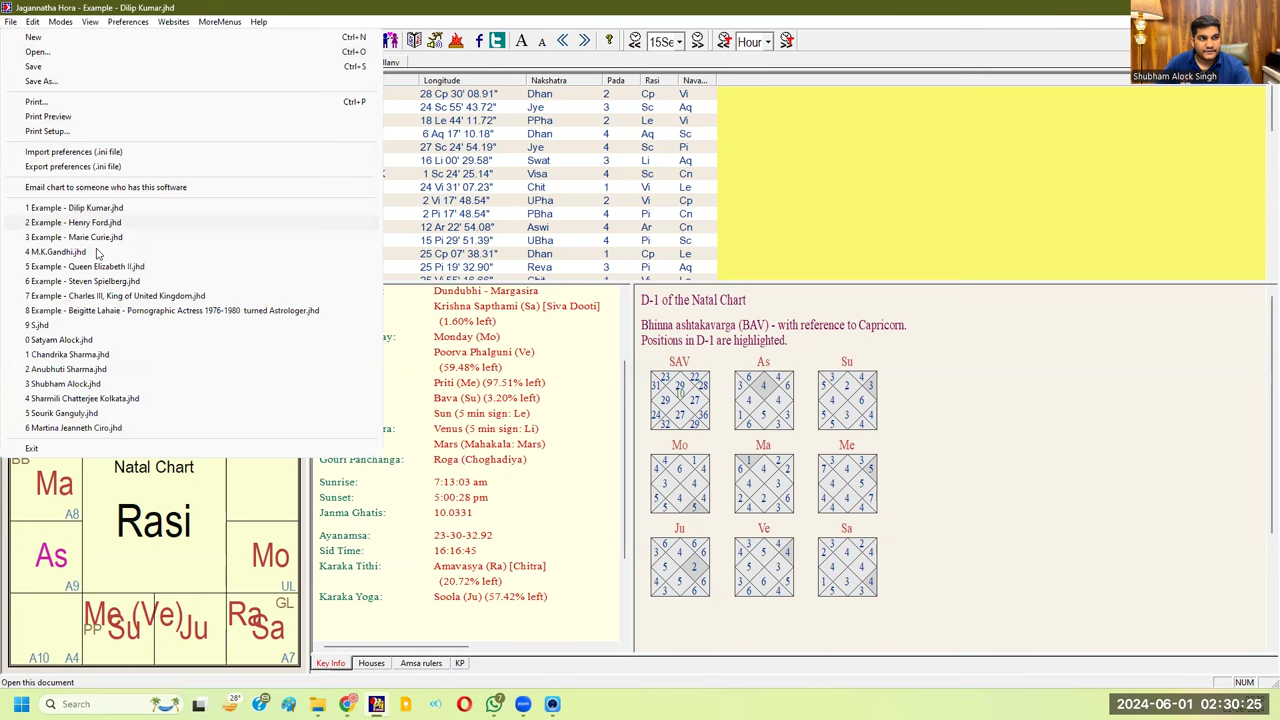 Jagannatha Hora - Example - Dilip Kumar.jhd
File Edit Modes View Preferences Websites MoreMenus Help
New Ctrl+N
Open... Ctrl+O
Save Ctrl+S
Save As...
Print... Ctrl+P
Print Preview
Print Setup...
Import preferences (.ini file)
Export preferences (.ini file)
Email chart to someone who has this software
1 Example - Dilip Kumar.jhd
2 Example - Henry Ford.jhd
3 Example - Marie Curie.jhd
4 M.K.Gandhi.jhd
5 Example - Queen Elizabeth II.jhd
6 Example - Steven Spielberg.jhd
7 Example - Charles III, King of United Kingdom.jhd
8 Example - Beigitte Lahaie - Pornographic Actress 1976-1980 turned Astrologer.jhd
9 S.jhd
0 Satyam Alock.jhd
1 Chandrika Sharma.jhd
2 Anubhuti Sharma.jhd
3 Shubham Alock.jhd
4 Sharmili Chatterjee Kolkata.jhd
5 Sourik Ganguly.jhd
6 Martina Jeanneth Ciro.jhd
Exit
15Se
Hour
Shubham Alock Singh
llany
Longitude Nakshatra Pada Rasi Nava...
28 Cp 30' 08.91" Dhan 2 Cp Vi
24 Sc 55' 43.72" Jye 3 Sc Aq
18 Le 44' 11.72" PPha 2 Le Vi
6 Aq 17' 10.18" Dhan 4 Aq Sc
27 Sc 24' 54.19" Jye 4 Sc Pi
16 Li 00' 29.58" Swat 3 Li Aq
1 Sc 24' 25.14" Visa 4 Sc Cn
24 Vi 31' 07.23" Chit 1 Vi Le
2 Vi 17' 48.54" UPha 2 Vi Cp
2 Pi 17' 48.54" PBha 4 Pi Cn
12 Ar 22' 54.08" Aswi 4 Ar Cn
15 Pi 29' 51.39" UBha 4 Pi Sc
25 Cp 07' 38.31" Dhan 1 Cp Le
25 Pi 19' 32.90" Reva 3 Pi Aq
Dundubhi - Margasira
Krishna Sapthami (Sa) [Siva Dooti]
(1.60% left)
Monday (Mo)
Poorva Phalguni (Ve)
(59.48% left)
Priti (Me) (97.51% left)
Bava (Su) (3.20% left)
Sun (5 min sign: Le)
Venus (5 min sign: Li)
Mars (Mahakala: Mars)
Gouri Panchanga: Roga (Choghadiya)
Sunrise: 7:13:03 am
Sunset: 5:00:28 pm
Janma Ghatis: 10.0331
Ayanamsa: 23-30-32.92
Sid Time: 16:16:45
Karaka Tithi: Amavasya (Ra) [Chitra]
(20.72% left)
Karaka Yoga: Soola (Ju) (57.42% left)
Key Info Houses Amsa rulers KP
D-1 of the Natal Chart
Bhinna ashtakavarga (BAV) - with reference to Capricorn.
Positions in D-1 are highlighted.
SAV As Su
Mo Ma Me
Ju Ve Sa
Natal Chart
Rasi
Ma
A8
As
A9
Mo
UL
Me (Ve)
PP Su Ju
Ra GL
Sa
A10 A4 A7
Open this document
NUM
Search
28°
2024-06-01 02:30:25